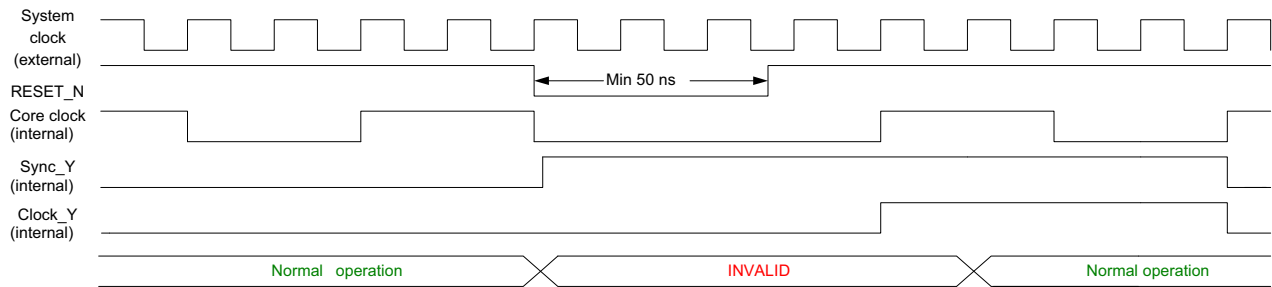 System
clock
(external)
Min 50 ns
RESET_N
Core clock
(internal)
Sync_Y
(internal)
Clock_Y
(internal)
Normal operation
INVALID
Normal operation